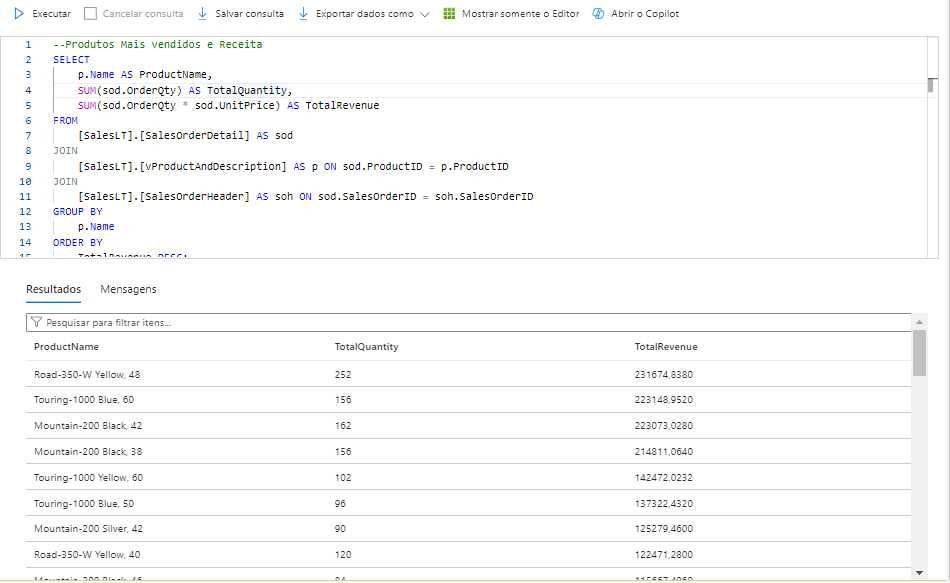 Executar Cancelar consulta Salvar consulta Exportar dados como Mostrar somente o Editor Abrir o Copilot
1 --Produtos Mais vendidos e Receita
2 SELECT
3 p.Name AS ProductName,
4 SUM(sod.OrderQty) AS TotalQuantity,
5 SUM(sod.OrderQty * sod.UnitPrice) AS TotalRevenue
6 FROM
7 [SalesLT].[SalesOrderDetail] AS sod
8 JOIN
9 [SalesLT].[vProductAndDescription] AS p ON sod.ProductID = p.ProductID
10 JOIN
11 [SalesLT].[SalesOrderHeader] AS soh ON sod.SalesOrderID = soh.SalesOrderID
12 GROUP BY
13 p.Name
14 ORDER BY
15 TotalRevenue DESC;
Resultados Mensagens
Pesquisar para filtrar itens...
ProductName TotalQuantity TotalRevenue
Road-350-W Yellow, 48 252 231674,8380
Touring-1000 Blue, 60 156 223148,9520
Mountain-200 Black, 42 162 223073,0280
Mountain-200 Black, 38 156 214811,0640
Touring-1000 Yellow, 60 102 142472,0232
Touring-1000 Blue, 50 96 137322,4320
Mountain-200 Silver, 42 90 125279,4600
Road-350-W Yellow, 40 120 122471,2800
Mountain-200 Black, 46 84